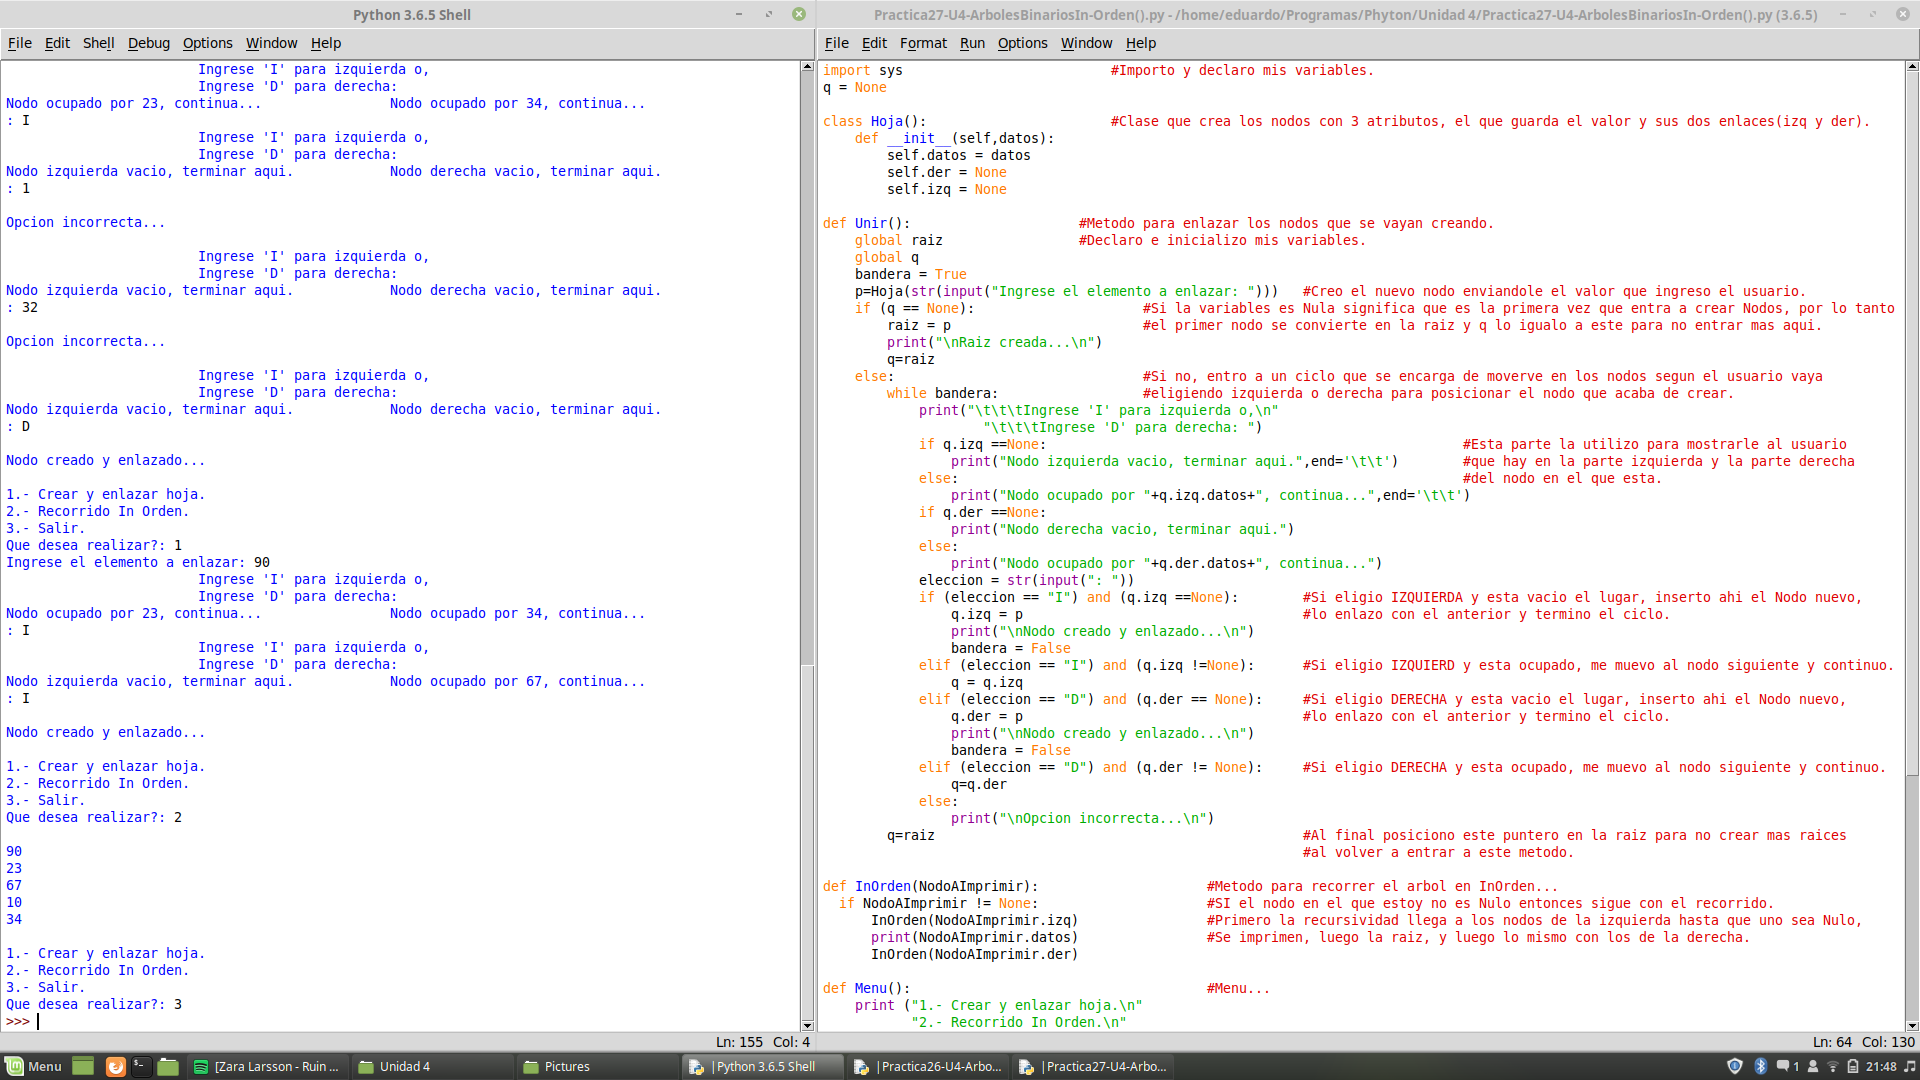 Python 3.6.5 Shell
File Edit Shell Debug Options Window Help
Ingrese 'I' para izquierda o,
Ingrese 'D' para derecha:
Nodo ocupado por 23, continua... Nodo ocupado por 34, continua...
: I
Ingrese 'I' para izquierda o,
Ingrese 'D' para derecha:
Nodo izquierda vacio, terminar aqui. Nodo derecha vacio, terminar aqui.
: 1
Opcion incorrecta...
Ingrese 'I' para izquierda o,
Ingrese 'D' para derecha:
Nodo izquierda vacio, terminar aqui. Nodo derecha vacio, terminar aqui.
: 32
Opcion incorrecta...
Ingrese 'I' para izquierda o,
Ingrese 'D' para derecha:
Nodo izquierda vacio, terminar aqui. Nodo derecha vacio, terminar aqui.
: D
Nodo creado y enlazado...
1.- Crear y enlazar hoja.
2.- Recorrido In Orden.
3.- Salir.
Que desea realizar?: 1
Ingrese el elemento a enlazar: 90
Ingrese 'I' para izquierda o,
Ingrese 'D' para derecha:
Nodo ocupado por 23, continua... Nodo ocupado por 34, continua...
: I
Ingrese 'I' para izquierda o,
Ingrese 'D' para derecha:
Nodo izquierda vacio, terminar aqui. Nodo ocupado por 67, continua...
: I
Nodo creado y enlazado...
1.- Crear y enlazar hoja.
2.- Recorrido In Orden.
3.- Salir.
Que desea realizar?: 2
90
23
67
10
34
1.- Crear y enlazar hoja.
2.- Recorrido In Orden.
3.- Salir.
Que desea realizar?: 3
>>>
Ln: 155 Col: 4
Practica27-U4-ArbolesBinariosIn-Orden().py - /home/eduardo/Programas/Phyton/Unidad 4/Practica27-U4-ArbolesBinariosIn-Orden().py (3.6.5)
File Edit Format Run Options Window Help
import sys #Importo y declaro mis variables.
q = None
class Hoja(): #Clase que crea los nodos con 3 atributos, el que guarda el valor y sus dos enlaces(izq y der).
def __init__(self,datos):
self.datos = datos
self.der = None
self.izq = None
def Unir(): #Metodo para enlazar los nodos que se vayan creando.
global raiz #Declaro e inicializo mis variables.
global q
bandera = True
p=Hoja(str(input("Ingrese el elemento a enlazar: "))) #Creo el nuevo nodo enviandole el valor que ingreso el usuario.
if (q == None): #Si la variables es Nula significa que es la primera vez que entra a crear Nodos, por lo tanto
raiz = p #el primer nodo se convierte en la raiz y q lo igualo a este para no entrar mas aqui.
print("\nRaiz creada...\n")
q=raiz
else: #Si no, entro a un ciclo que se encarga de moverve en los nodos segun el usuario vaya
while bandera: #eligiendo izquierda o derecha para posicionar el nodo que acaba de crear.
print("\t\t\tIngrese 'I' para izquierda o,\n"
"\t\t\tIngrese 'D' para derecha: ")
if q.izq ==None: #Esta parte la utilizo para mostrarle al usuario
print("Nodo izquierda vacio, terminar aqui.",end='\t\t') #que hay en la parte izquierda y la parte derecha
else: #del nodo en el que esta.
print("Nodo ocupado por "+q.izq.datos+", continua...",end='\t\t')
if q.der ==None:
print("Nodo derecha vacio, terminar aqui.")
else:
print("Nodo ocupado por "+q.der.datos+", continua...")
eleccion = str(input(": "))
if (eleccion == "I") and (q.izq ==None): #Si eligio IZQUIERDA y esta vacio el lugar, inserto ahi el Nodo nuevo,
q.izq = p #lo enlazo con el anterior y termino el ciclo.
print("\nNodo creado y enlazado...\n")
bandera = False
elif (eleccion == "I") and (q.izq !=None): #Si eligio IZQUIERD y esta ocupado, me muevo al nodo siguiente y continuo.
q = q.izq
elif (eleccion == "D") and (q.der == None): #Si eligio DERECHA y esta vacio el lugar, inserto ahi el Nodo nuevo,
q.der = p #lo enlazo con el anterior y termino el ciclo.
print("\nNodo creado y enlazado...\n")
bandera = False
elif (eleccion == "D") and (q.der != None): #Si eligio DERECHA y esta ocupado, me muevo al nodo siguiente y continuo.
q=q.der
else:
print("\nOpcion incorrecta...\n")
q=raiz #Al final posiciono este puntero en la raiz para no crear mas raices
#al volver a entrar a este metodo.
def InOrden(NodoAImprimir): #Metodo para recorrer el arbol en InOrden...
if NodoAImprimir != None: #SI el nodo en el que estoy no es Nulo entonces sigue con el recorrido.
InOrden(NodoAImprimir.izq) #Primero la recursividad llega a los nodos de la izquierda hasta que uno sea Nulo,
print(NodoAImprimir.datos) #Se imprimen, luego la raiz, y luego lo mismo con los de la derecha.
InOrden(NodoAImprimir.der)
def Menu(): #Menu...
print ("1.- Crear y enlazar hoja.\n"
"2.- Recorrido In Orden.\n"
Ln: 64 Col: 130
Menu [Zara Larsson - Ruin ... Unidad 4 Pictures |Python 3.6.5 Shell |Practica26-U4-Arbo... |Practica27-U4-Arbo... 1 21:48